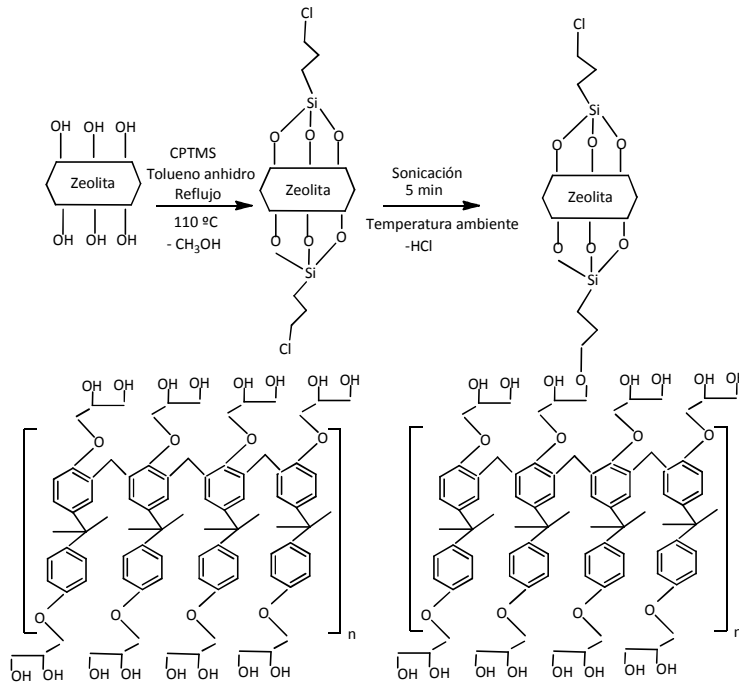 Cl
Cl
Si
Si
O O O
O O O
OH OH OH
Zeolita
OH OH OH
CPTMS
Tolueno anhidro
Reflujo
110 ºC
- CH3OH
Zeolita
Sonicación
5 min
Temperatura ambiente
-HCl
Zeolita
O O O
O O O
Si
Si
Cl
O
OH OH OH OH OH OH OH OH
OH OH OH OH OH OH OH
O O O O
O O O O
O O O O
O O O O
n
n
OH OH OH OH OH OH OH OH
OH OH OH OH OH OH OH OH